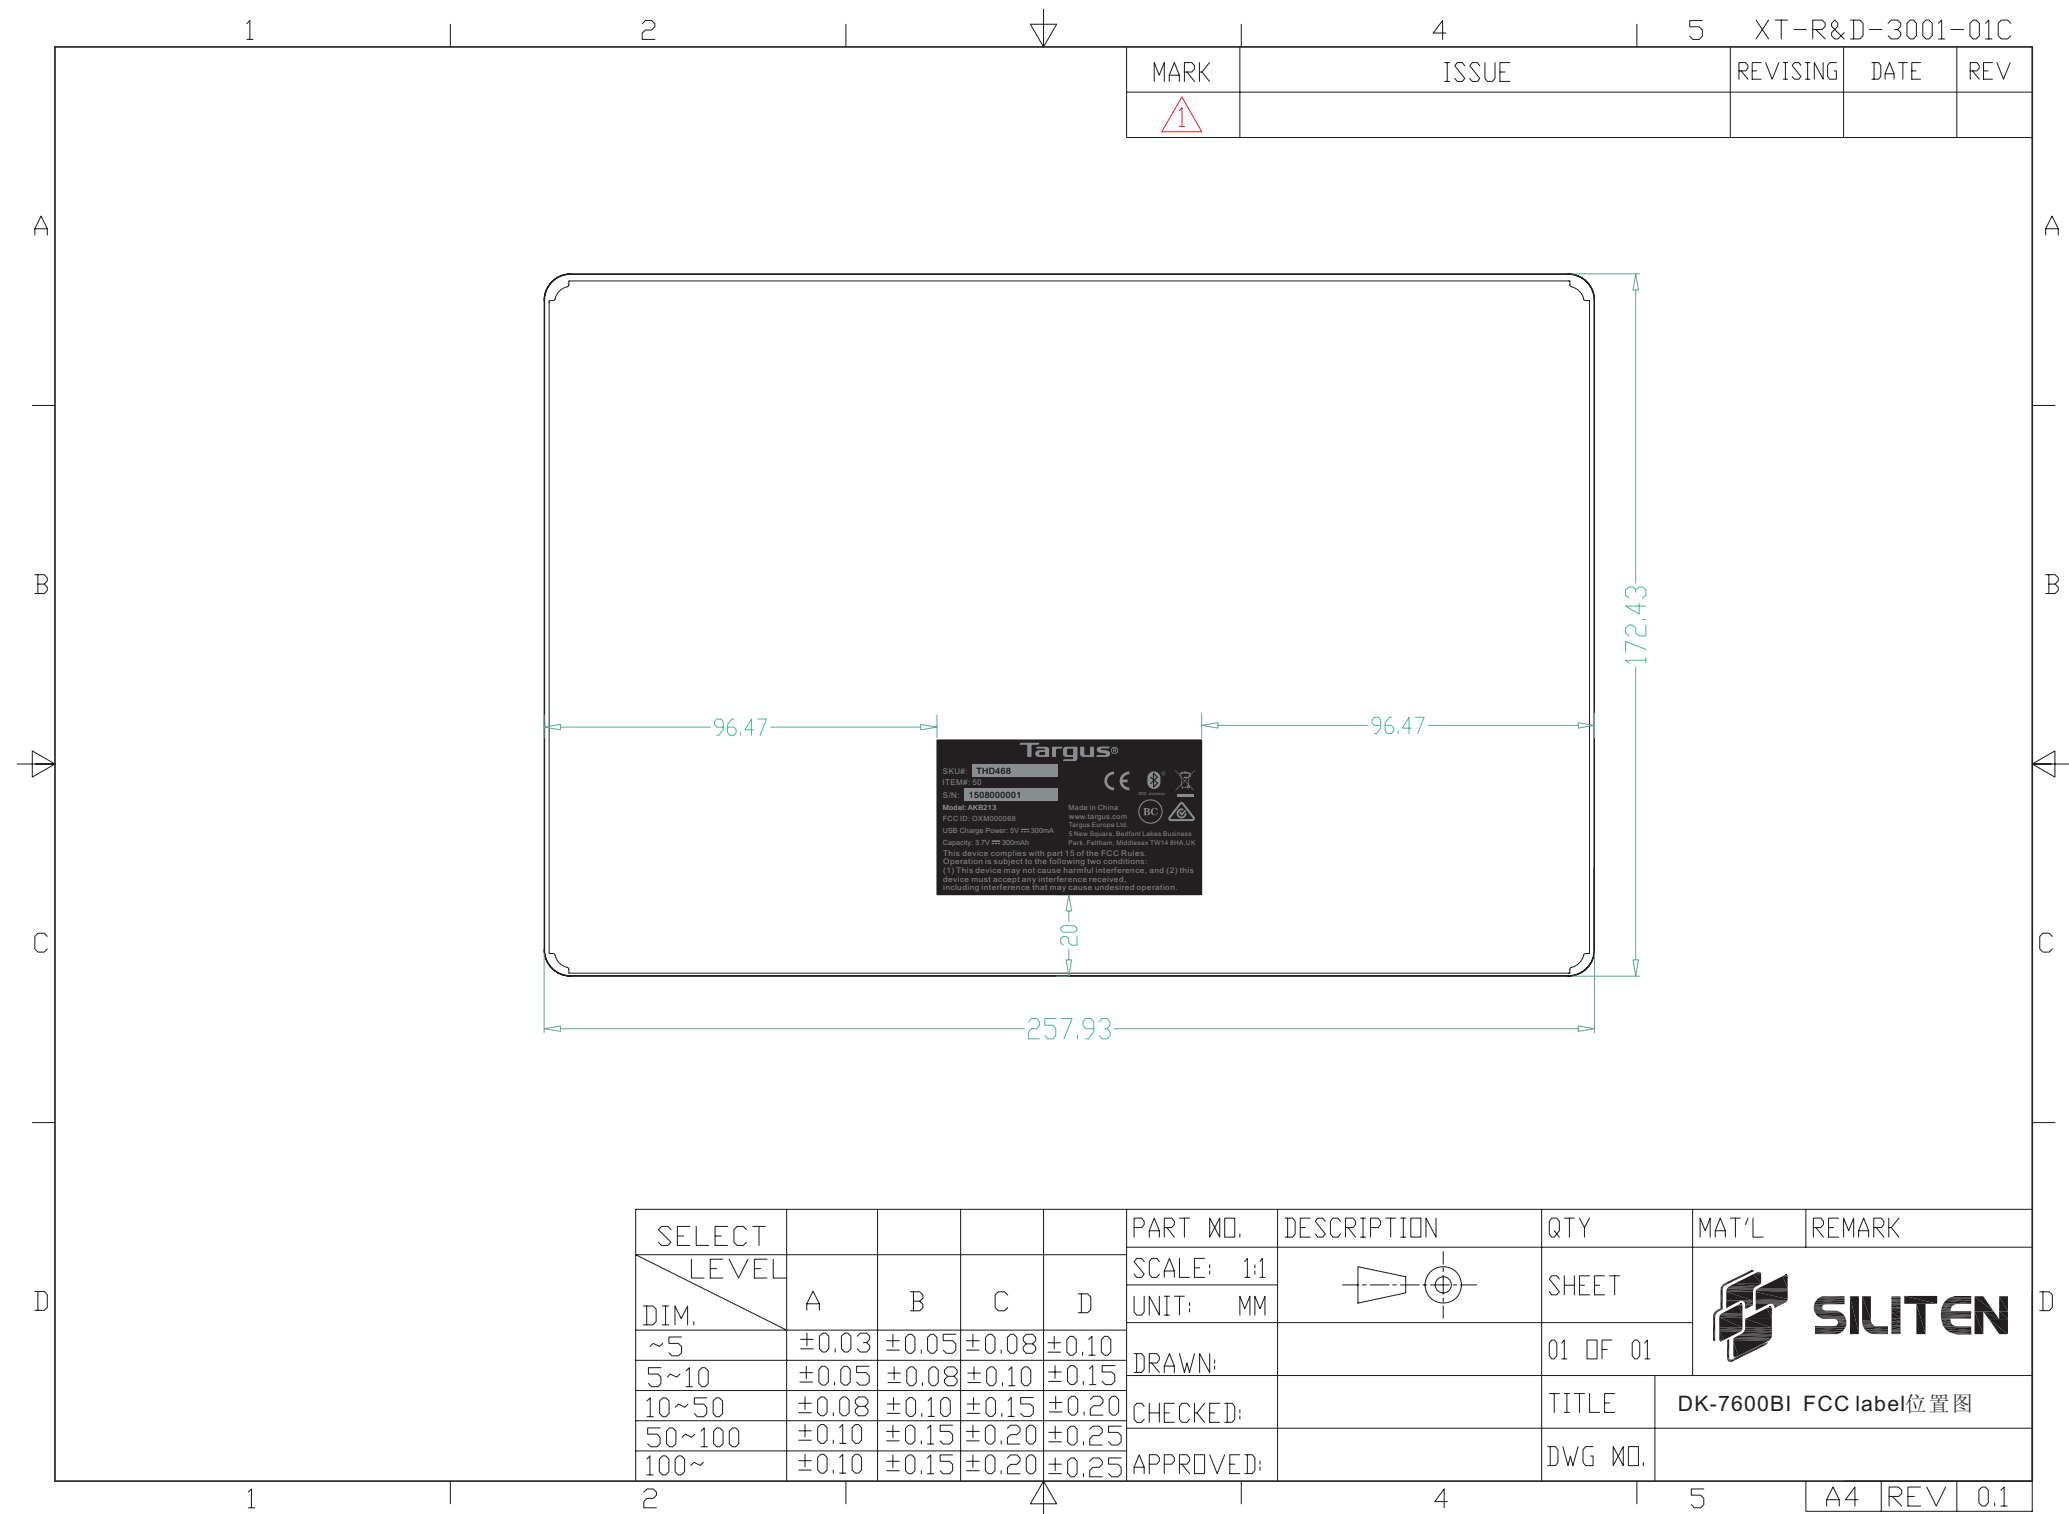 1 2 4 5 XT-R&D-3001-01C
MARK ISSUE REVISING DATE REV
1
A A
B B
172.43
96.47 96.47
Targus®
SKU#: THD468
ITEM#: 50
S/N: 1508000001
Model: AKB213
FCC ID: OXM000068
USB Charge Power: 5V 300mA
Capacity: 3.7V 300mAh
CE
BC
Made in China
www.targus.com
Targus Europe Ltd.
5 New Square, Bedfont Lakes Business
Park, Feltham, Middlesex TW14 8HA,UK
This device complies with part 15 of the FCC Rules.
Operation is subject to the following two conditions:
(1) This device may not cause harmful interference, and (2) this
device must accept any interference received,
including interference that may cause undesired operation.
20
C C
257.93
D D
SELECT
LEVEL
DIM. A B C D
~5 ±0.03 ±0.05 ±0.08 ±0.10
5~10 ±0.05 ±0.08 ±0.10 ±0.15
10~50 ±0.08 ±0.10 ±0.15 ±0.20
50~100 ±0.10 ±0.15 ±0.20 ±0.25
100~ ±0.10 ±0.15 ±0.20 ±0.25
PART NO. DESCRIPTION QTY MAT'L REMARK
SCALE: 1:1
UNIT: MM
SHEET
01 OF 01
SILITEN
DRAWN:
CHECKED:
APPROVED:
TITLE DK-7600BI FCC label位置图
DWG NO.
1 2 4 5 A4 REV 0.1